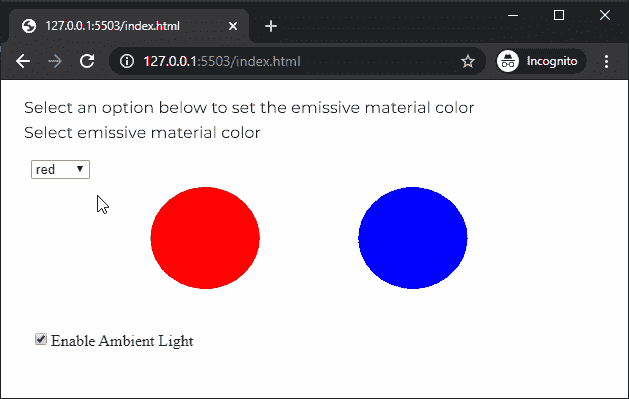 127.0.0.1:5503/index.html
127.0.0.1:5503/index.html
Incognito
Select an option below to set the emissive material color
Select emissive material color
red
Enable Ambient Light